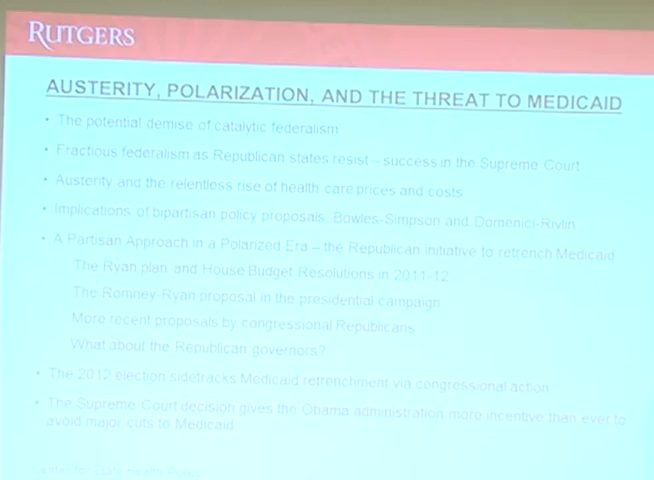 RUTGERS
AUSTERITY, POLARIZATION, AND THE THREAT TO MEDICAID
• The potential demise of catalytic federalism
• Fractious federalism as Republican states resist – success in the Supreme Court
• Austerity and the relentless rise of health care prices and costs
• Implications of bipartisan policy proposals: Bowles-Simpson and Domenici-Rivlin
• A Partisan Approach in a Polarized Era – the Republican initiative to retrench Medicaid
The Ryan plan and House Budget Resolutions in 2011-12
The Romney-Ryan proposal in the presidential campaign
More recent proposals by congressional Republicans
What about the Republican governors?
• The 2012 election sidetracks Medicaid retrenchment via congressional action
• The Supreme Court decision gives the Obama administration more incentive than ever to
avoid major cuts to Medicaid
Center for State Health Policy